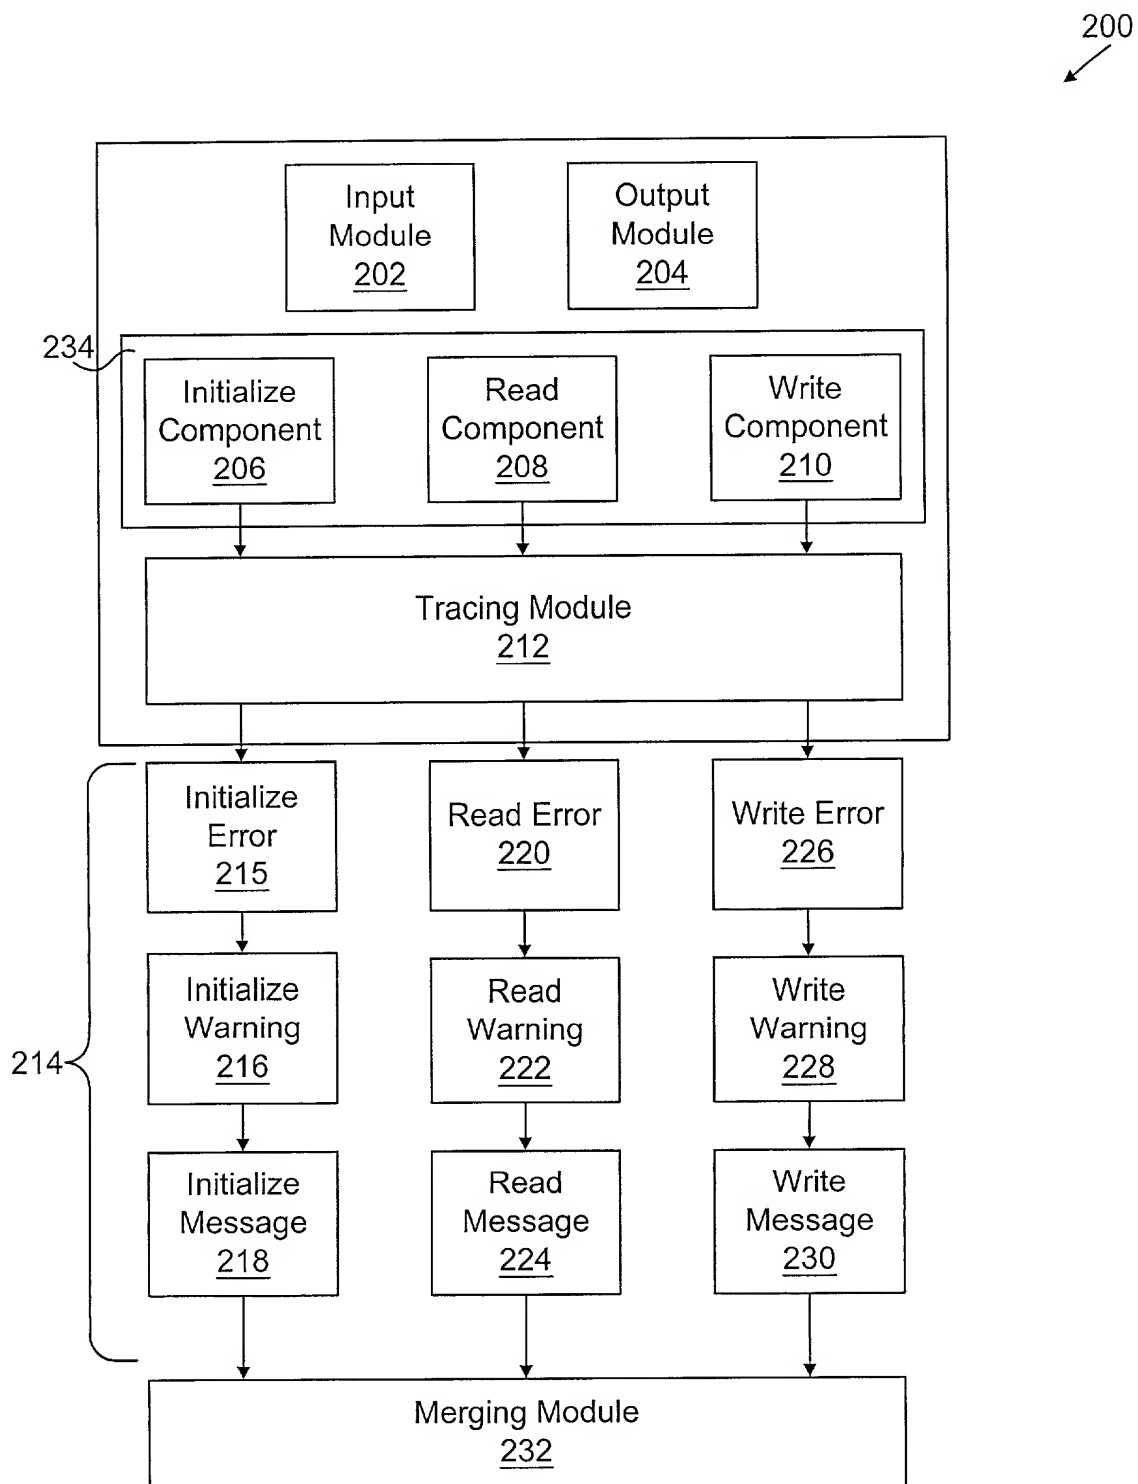 200
Input
Module
202
Output
Module
204
234
Initialize
Component
206
Read
Component
208
Write
Component
210
Tracing Module
212
214
Initialize
Error
215
Read Error
220
Write Error
226
Initialize
Warning
216
Read
Warning
222
Write
Warning
228
Initialize
Message
218
Read
Message
224
Write
Message
230
Merging Module
232